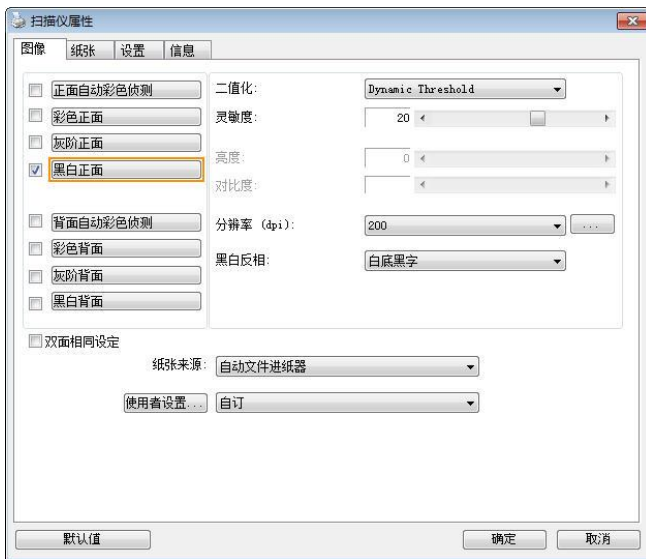 扫描仪属性
图像 纸张 设置 信息
正面自动彩色侦测
彩色正面
灰阶正面
黑白正面
背面自动彩色侦测
彩色背面
灰阶背面
黑白背面
二值化: Dynamic Threshold
灵敏度: 20
亮度: 0
对比度:
分辨率 (dpi): 200 ...
黑白反相: 白底黑字
双面相同设定
纸张来源: 自动文件进纸器
使用者设置... 自订
默认值 确定 取消